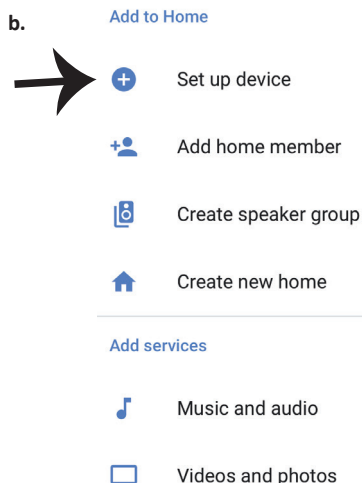 Add to Home
b.
Set up device
Add home member
Create speaker group
Create new home
Add services
Music and audio
Videos and photos